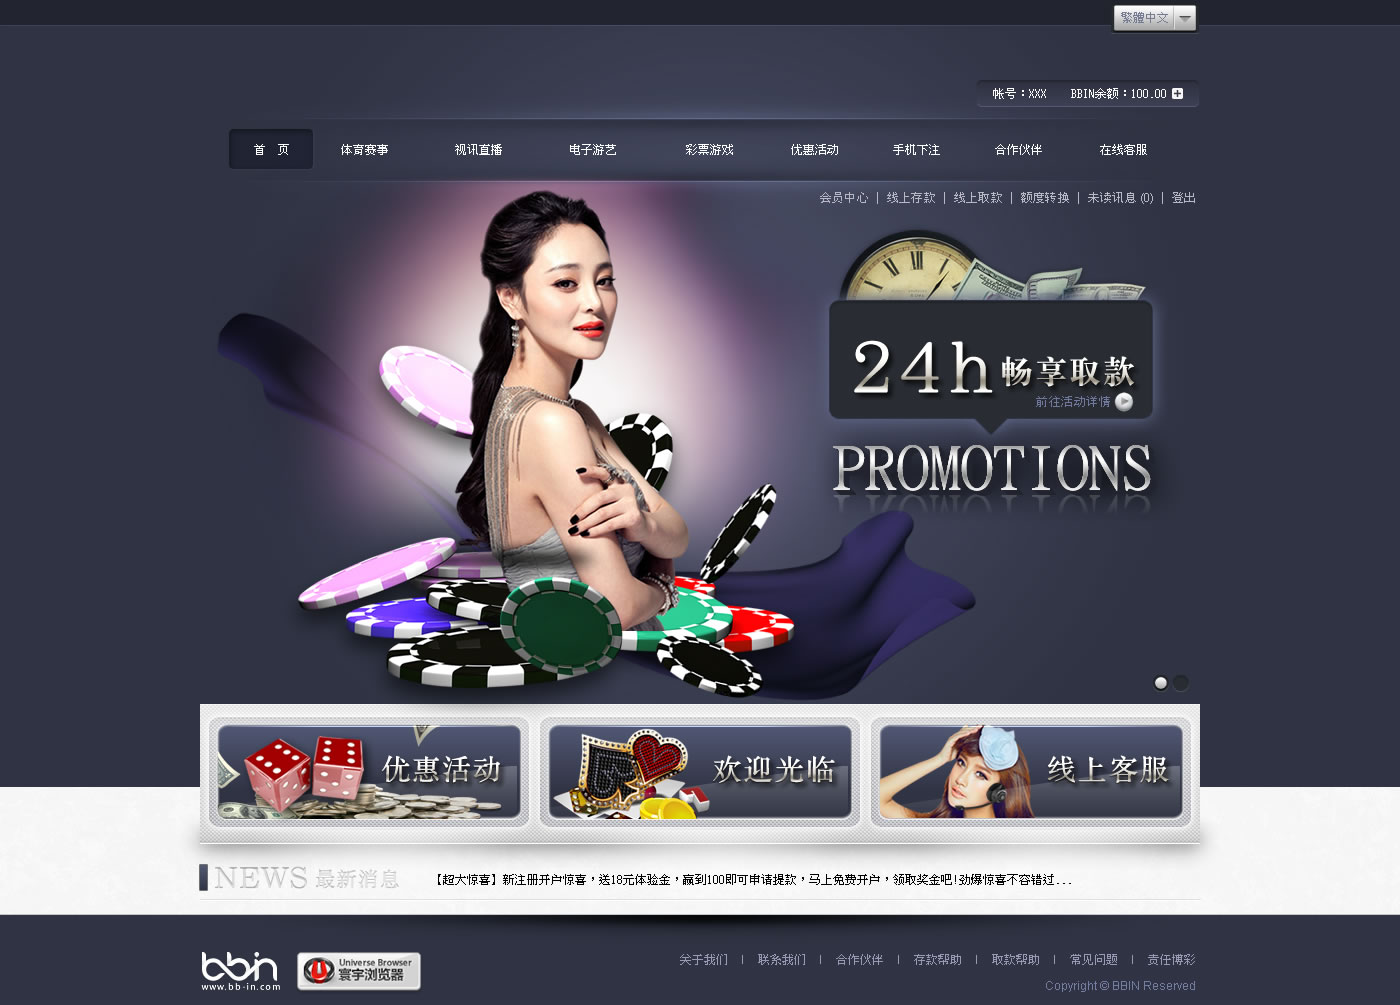 繁體中文
帐号：XXX BBIN余额：100.00
首 页 体育赛事 视讯直播 电子游艺 彩票游戏 优惠活动 手机下注 合作伙伴 在线客服
会员中心 | 线上存款 | 线上取款 | 额度转换 | 未读讯息 (0) | 登出
24h 畅享取款
前往活动详情
PROMOTIONS
优惠活动 欢迎光临 线上客服
NEWS 最新消息 【超大惊喜】新注册开户惊喜，送18元体验金，赢到100即可申请提款，马上免费开户，领取奖金吧!劲爆惊喜不容错过...
bbin
www.bb-in.com
Universe Browser
寰宇浏览器
关于我们 | 联系我们 | 合作伙伴 | 存款帮助 | 取款帮助 | 常见问题 | 责任博彩
Copyright © BBIN Reserved